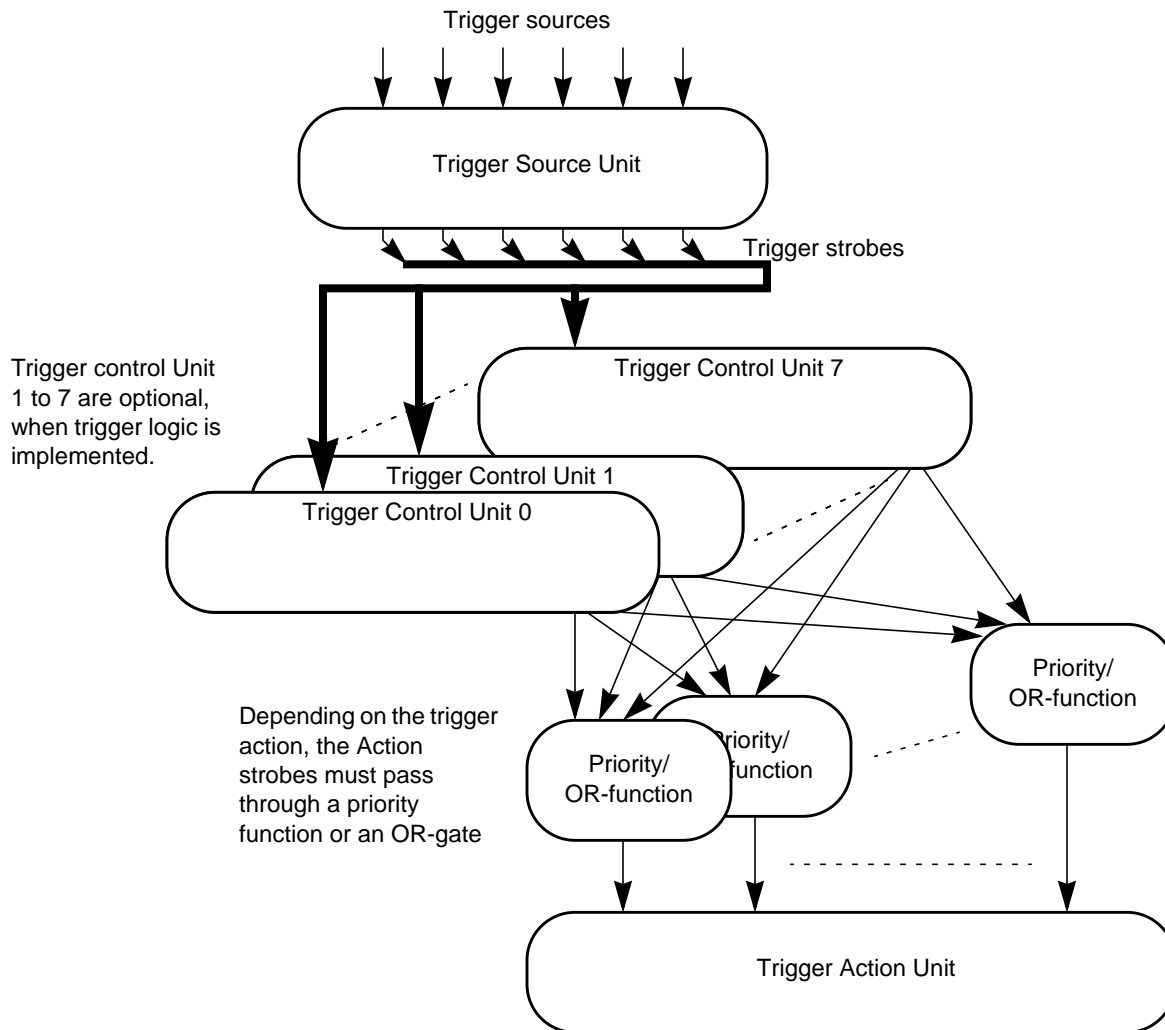 Trigger sources
Trigger Source Unit
Trigger strobes
Trigger control Unit
1 to 7 are optional,
when trigger logic is
implemented.
Trigger Control Unit 7
Trigger Control Unit 1
Trigger Control Unit 0
Priority/
OR-function
Depending on the trigger
action, the Action
strobes must pass
through a priority
function or an OR-gate
Priority/
OR-function
riority/
function
Trigger Action Unit